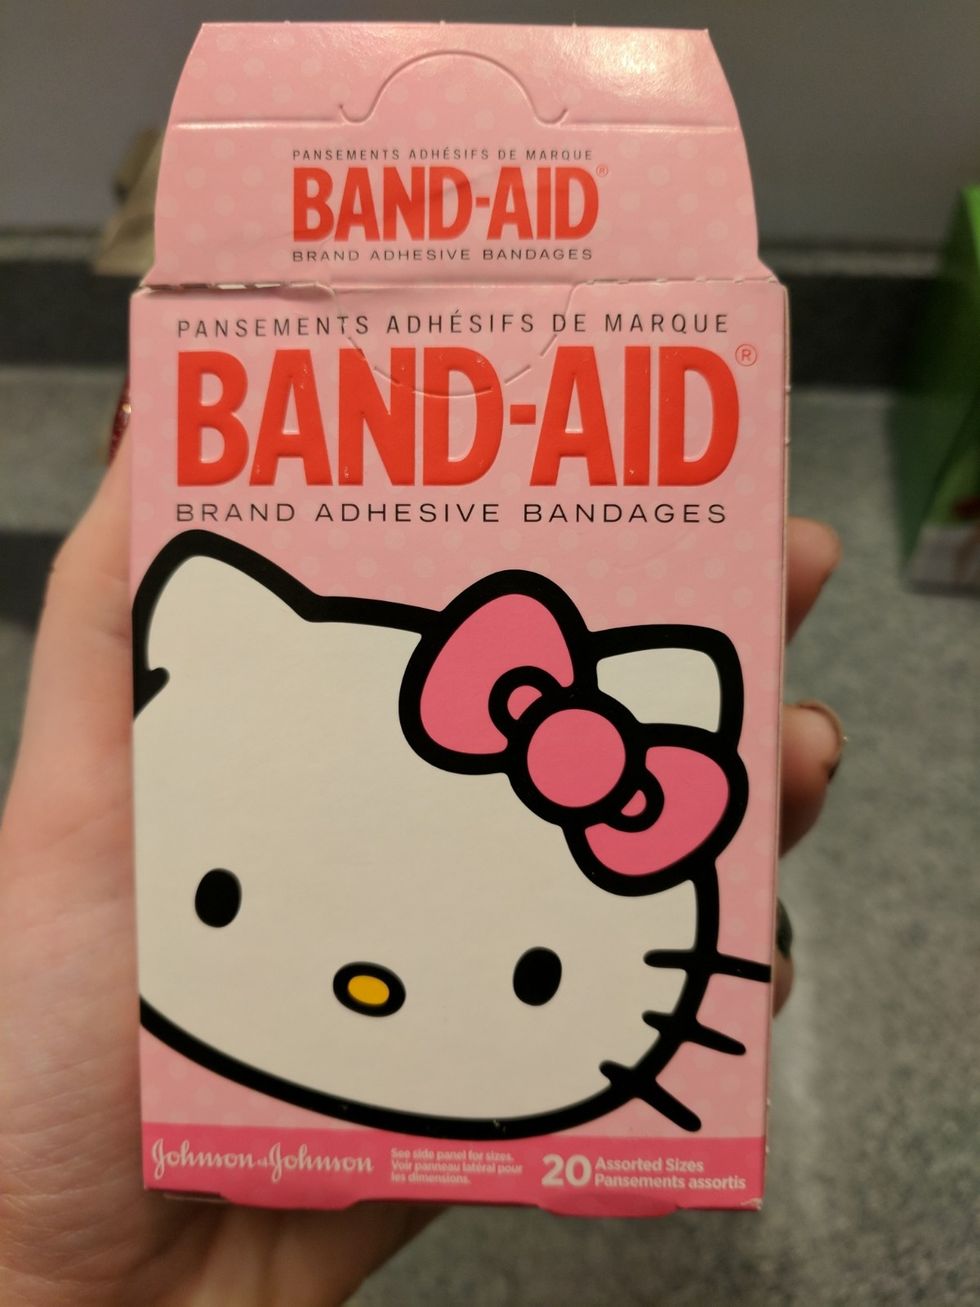 PANSEMENTS ADHÉSIFS DE MARQUE
BAND-AID®
BRAND ADHESIVE BANDAGES
PANSEMENTS ADHÉSIFS DE MARQUE
BAND-AID®
BRAND ADHESIVE BANDAGES
Johnson & Johnson
See side panel for sizes.
Voir panneau latéral pour
les dimensions.
20 Assorted Sizes
Pansements assortis